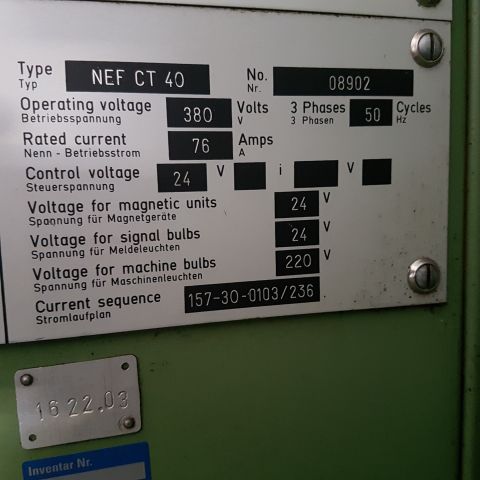 Type NEF CT 40 No. 08902
Typ Nr.
Operating voltage 380 Volts 3 Phases 50 Cycles
Betriebsspannung V 3 Phasen Hz
Rated current 76 Amps
Nenn - Betriebsstrom A
Control voltage 24 V i V
Steuerspannung
Voltage for magnetic units 24 V
Spannung für Magnetgeräte
Voltage for signal bulbs 24 V
Spannung für Meldeleuchten
Voltage for machine bulbs 220 V
Spannung für Maschinenleuchten
Current sequence 157-30-0103/236
Stromlaufplan
1622.03
Inventar Nr.